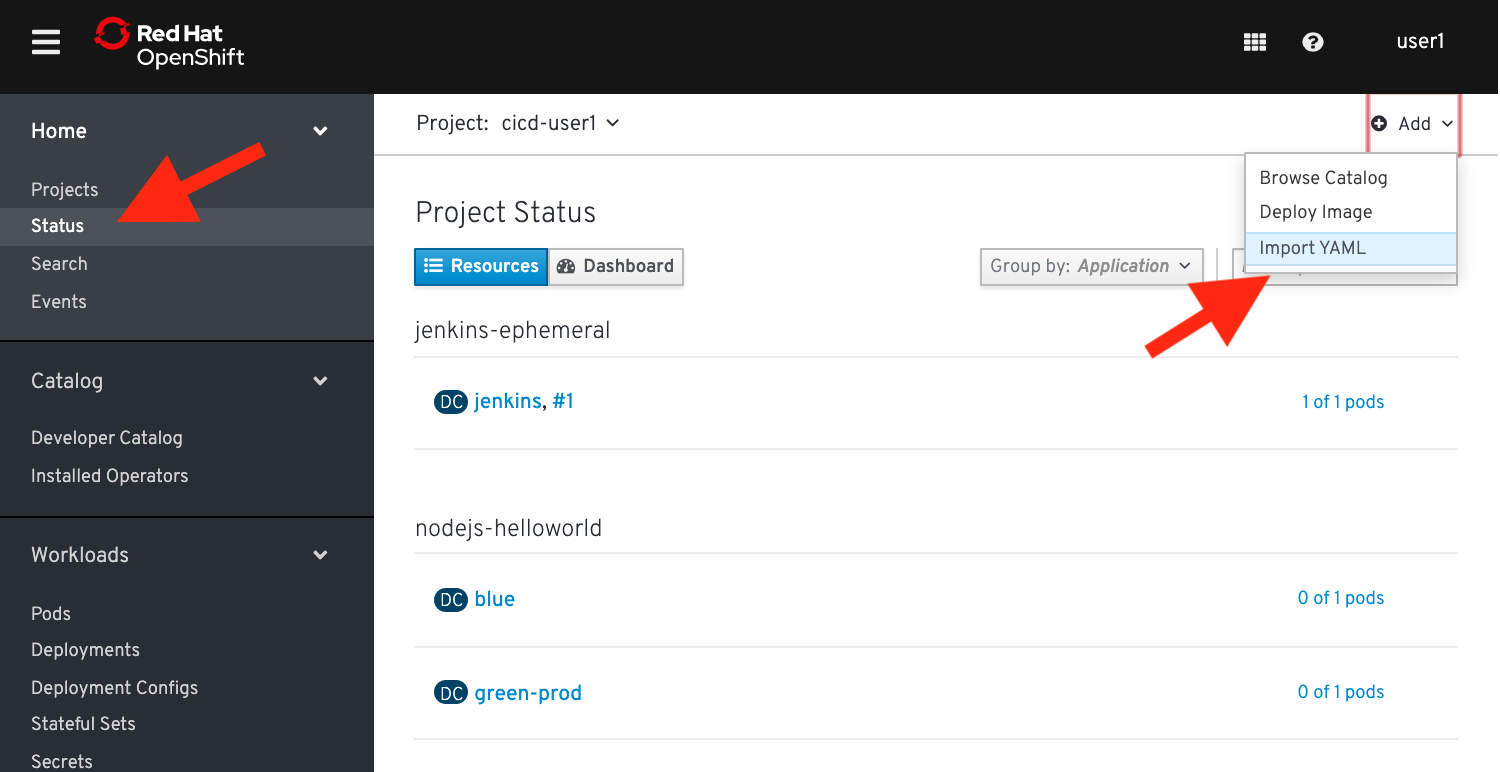 Red Hat
OpenShift
user1
Home
Projects
Status
Search
Events
Catalog
Developer Catalog
Installed Operators
Workloads
Pods
Deployments
Deployment Configs
Stateful Sets
Secrets
Project: cicd-user1
Add
Browse Catalog
Deploy Image
Import YAML
Project Status
Resources
Dashboard
Group by: Application
jenkins-ephemeral
DC jenkins, #1
1 of 1 pods
nodejs-helloworld
DC blue
0 of 1 pods
DC green-prod
0 of 1 pods